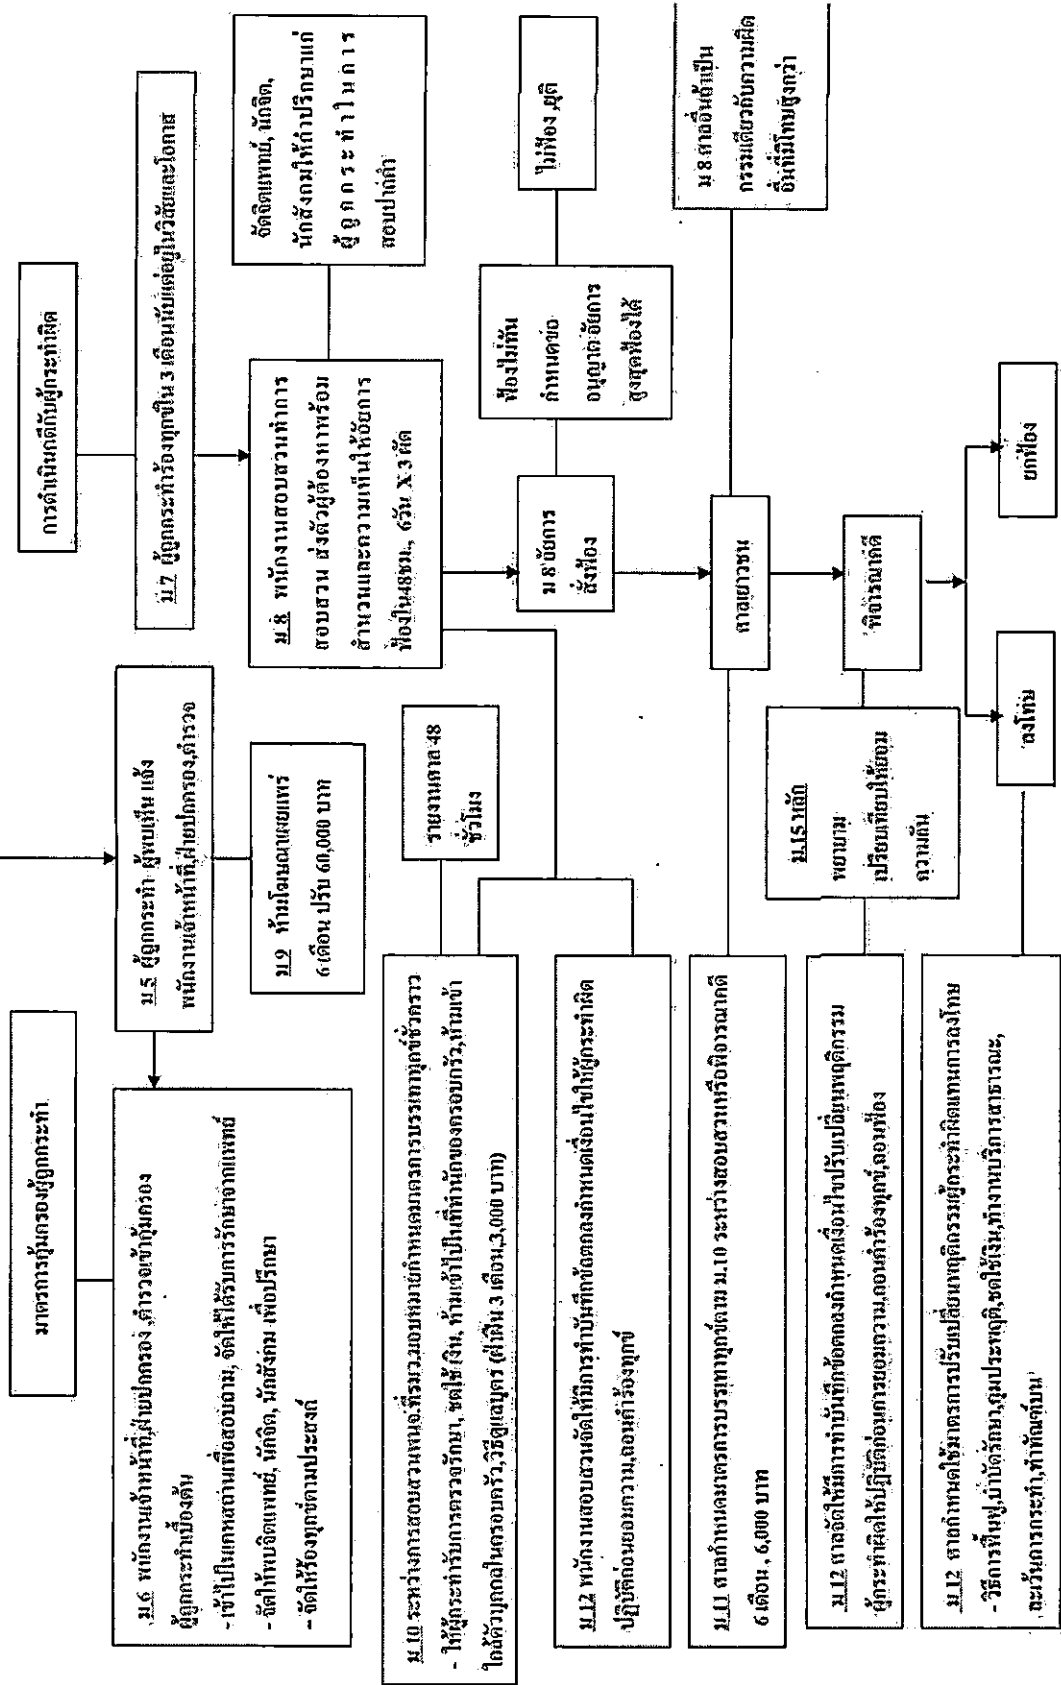 มาตรการคุ้มครองผู้ถูกกระทำ
ม.6 พนักงานเจ้าหน้าที่,ฝ่ายปกครอง ,ตำรวจเข้าคุ้มครอง
ผู้ถูกกระทำเบื้องต้น
- เข้าไปในเคหสถานเพื่อสอบถาม, จัดให้ได้รับการรักษาจากแพทย์
- จัดให้พบจิตแพทย์, นักจิต, นักสังคม เพื่อปรึกษา
- จัดให้ร้องทุกข์ตามประสงค์
ม.5 ผู้ถูกกระทำ ผู้พบเห็น แจ้ง
พนักงานเจ้าหน้าที่,ฝ่ายปกครอง,ตำรวจ
ม.9 ห้ามโฆษณาเผยแพร่
6 เดือน ปรับ 60,000 บาท
การดำเนินคดีกับผู้กระทำผิด
ม.7 ผู้ถูกกระทำร้องทุกข์ใน 3 เดือนนับแต่อยู่ในวิสัยและโอกาส
ม.8 พนักงานสอบสวนทำการ
สอบสวน ส่งตัวผู้ต้องหาพร้อม
สำนวนและความเห็นให้อัยการ
ฟ้องใน48ชม., 6วัน X 3 ผัด
จัดจิตแพทย์, นักจิต,
นักสังคมให้คำปรึกษาแก่
ผู้ถูกกระทำในการ
สอบปากคำ
ม.10 ระหว่างการสอบสวนพนจ.ที่รมว.มอบหมายกำหนดมาตรการบรรเทาทุกข์ชั่วคราว
- ให้ผู้กระทำรับการตรวจรักษา, ชดใช้เงิน, ห้ามเข้าไปในที่พำนักของครอบครัว,ห้ามเข้า
ใกล้ตัวบุคคลในครอบครัว,วิธีดูแลบุตร (ฝ่าฝืน 3 เดือน,3,000 บาท)
รายงานศาล 48
ชั่วโมง
ม.12 พนักงานสอบสวนจัดให้มีการทำบันทึกข้อตกลงกำหนดเงื่อนไขให้ผู้กระทำผิด
ปฏิบัติก่อนยอมความ,ถอนคำร้องทุกข์
ม 8 อัยการ
สั่งฟ้อง
ฟ้องไม่ทัน
กำหนดขอ
อนุญาตอัยการ
สูงสุดฟ้องได้
ไม่ฟ้อง ,ยุติ
ม.11 ศาลกำหนดมาตรการบรรเทาทุกข์ตาม ม.10 ระหว่างสอบสวนหรือพิจารณาคดี
6 เดือน , 6,000 บาท
ศาลเยาวชน
ม 8 ศาลอื่นถ้าเป็น
กรรมเดียวกับความผิด
อื่นที่มีโทษสูงกว่า
ม.12 ศาลจัดให้มีการทำบันทึกข้อตกลงกำหนดเงื่อนไขปรับเปลี่ยนพฤติกรรม
ผู้กระทำผิดให้ปฏิบัติก่อนการยอมความ,ถอนคำร้องทุกข์,ถอนฟ้อง
ม.15 หลัก
พยายาม
เปรียบเทียบให้ยอม
ความกัน
พิจารณาคดี
ม.12 ศาลกำหนดใช้มาตรการปรับเปลี่ยนพฤติกรรมผู้กระทำผิดแทนการลงโทษ
- วิธีการฟื้นฟู,บำบัดรักษา,คุมประพฤติ,ชดใช้เงิน,ทำงานบริการสาธารณะ,
ละเว้นการกระทำ,ทำทัณฑ์บน
ลงโทษ
ยกฟ้อง